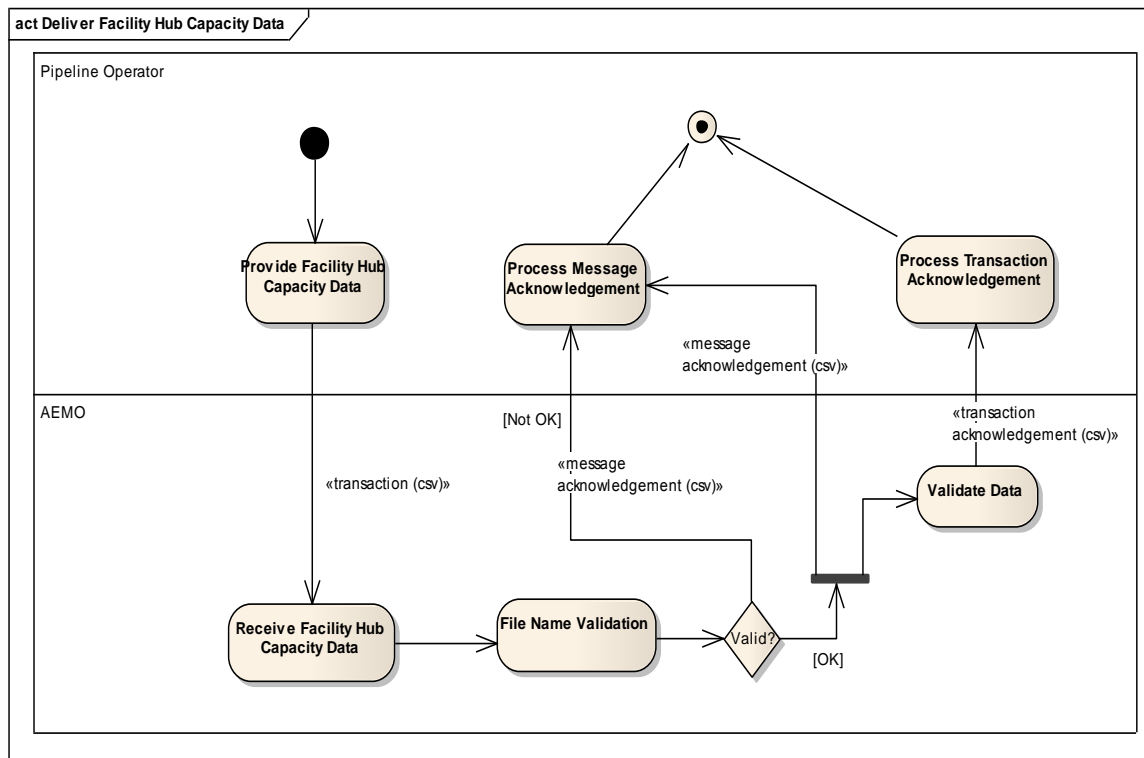 act Deliver Facility Hub Capacity Data
Pipeline Operator
Provide Facility Hub
Capacity Data
Process Message
Acknowledgement
Process Transaction
Acknowledgement
«message
acknowledgement (csv)»
AEMO
[Not OK]
«transaction
acknowledgement (csv)»
«message
acknowledgement (csv)»
«transaction (csv)»
Validate Data
Receive Facility Hub
Capacity Data
File Name Validation
Valid?
[OK]